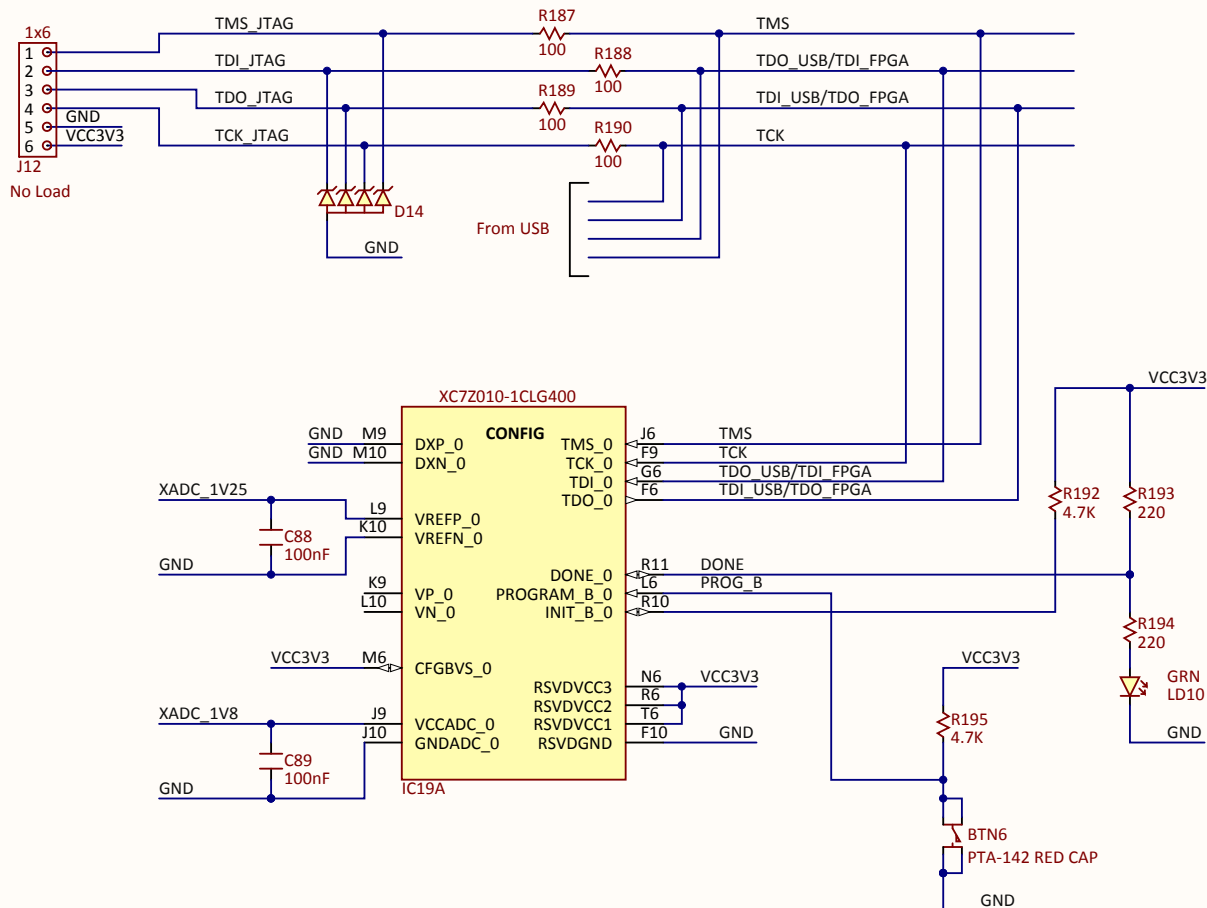 1x6
1
2
3
4
5
6
J12
No Load
TMS_JTAG
TDI_JTAG
TDO_JTAG
TCK_JTAG
GND
VCC3V3
R187
100
R188
100
R189
100
R190
100
TMS
TDO_USB/TDI_FPGA
TDI_USB/TDO_FPGA
TCK
D14
GND
From USB
XC7Z010-1CLG400
CONFIG
GND M9 DXP_0
GND M10 DXN_0
XADC_1V25
L9 VREFP_0
K10 VREFN_0
C88
100nF
GND
K9 VP_0
L10 VN_0
VCC3V3 M6 CFGBVS_0
XADC_1V8
J9 VCCADC_0
J10 GNDADC_0
C89
100nF
GND
IC19A
TMS_0 J6 TMS
TCK_0 F9 TCK
TDI_0 G6 TDO_USB/TDI_FPGA
TDO_0 F6 TDI_USB/TDO_FPGA
DONE_0 R11 DONE
PROGRAM_B_0 L6 PROG_B
INIT_B_0 R10
RSVDVCC3 N6 VCC3V3
RSVDVCC2 R6
RSVDVCC1 T6
RSVDGND F10 GND
VCC3V3
R192
4.7K
R193
220
R194
220
GRN
LD10
GND
VCC3V3
R195
4.7K
BTN6
PTA-142 RED CAP
GND